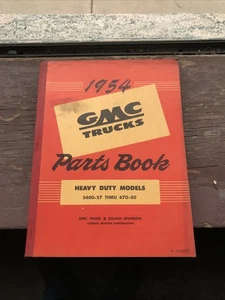 1954
GMC
TRUCKS
Parts Book
HEAVY DUTY MODELS
S400-27 THRU 670-50
GMC TRUCK & COACH DIVISION
GENERAL MOTORS CORPORATION